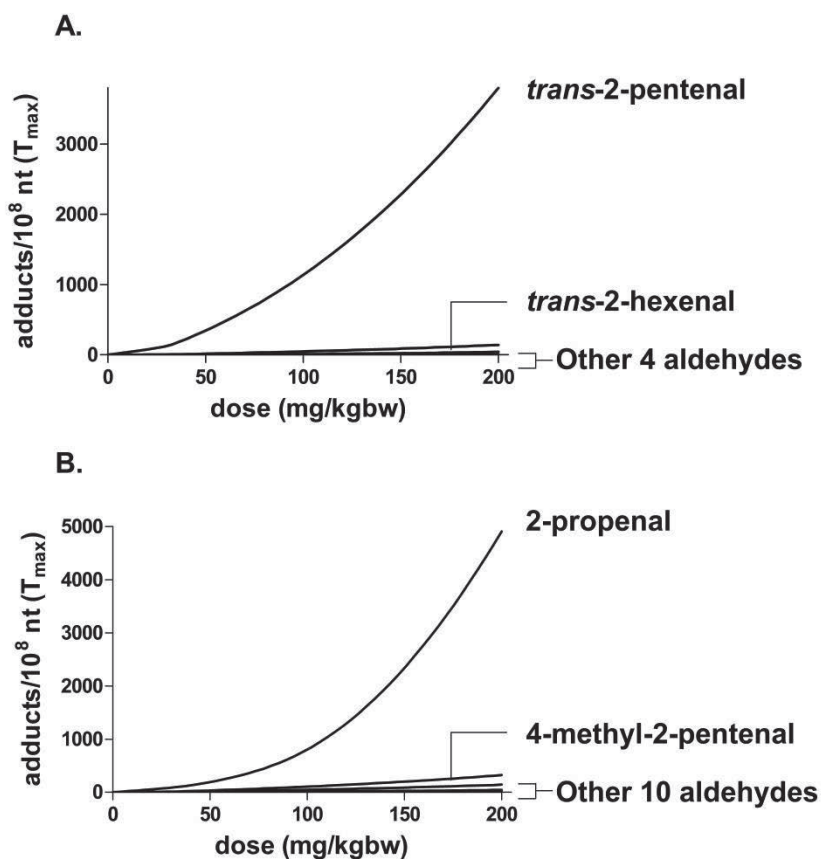 A.
trans-2-pentenal
adducts/10⁸ nt (Tmax)
3000
2000
1000
0
trans-2-hexenal
Other 4 aldehydes
0 50 100 150 200
dose (mg/kgbw)
B.
2-propenal
adducts/10⁸ nt (Tmax)
5000
4000
3000
2000
1000
0
4-methyl-2-pentenal
Other 10 aldehydes
0 50 100 150 200
dose (mg/kgbw)